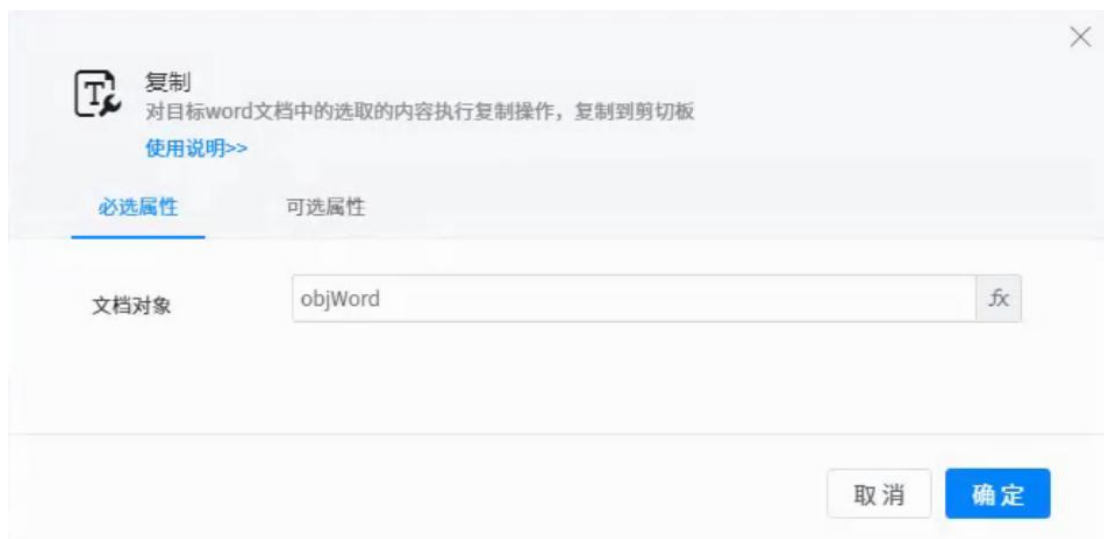 复制
对目标word文档中的选取的内容执行复制操作，复制到剪切板
使用说明>>
必选属性 可选属性
文档对象 objWord fx
取消 确定